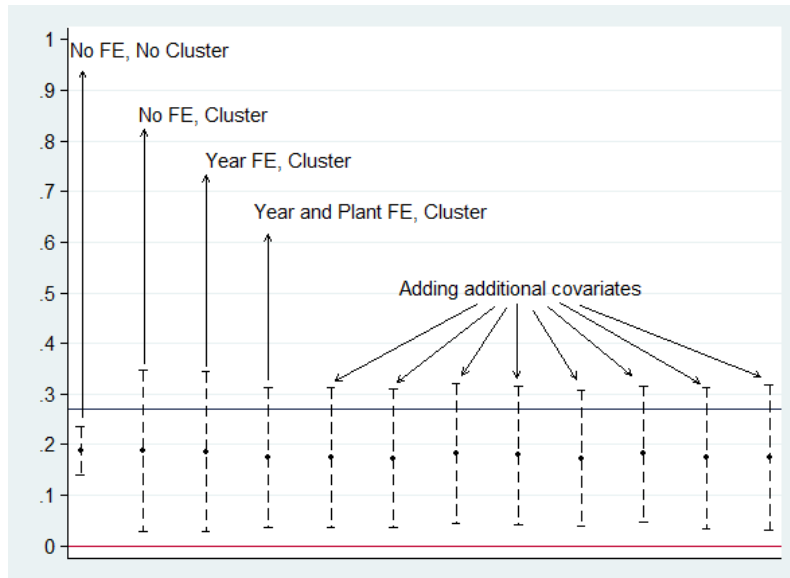 1
No FE, No Cluster
.9
No FE, Cluster
.8
Year FE, Cluster
.7
Year and Plant FE, Cluster
.6
.5
Adding additional covariates
.4
.3
.2
.1
0